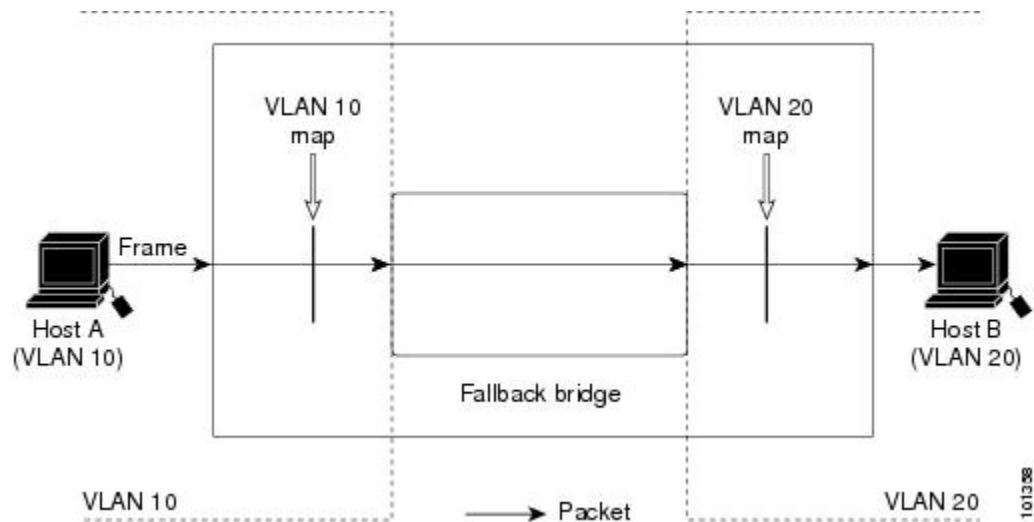 VLAN 10
map
VLAN 20
map
Frame
Host A
(VLAN 10)
Host B
(VLAN 20)
Fallback bridge
VLAN 10
Packet
VLAN 20
101358